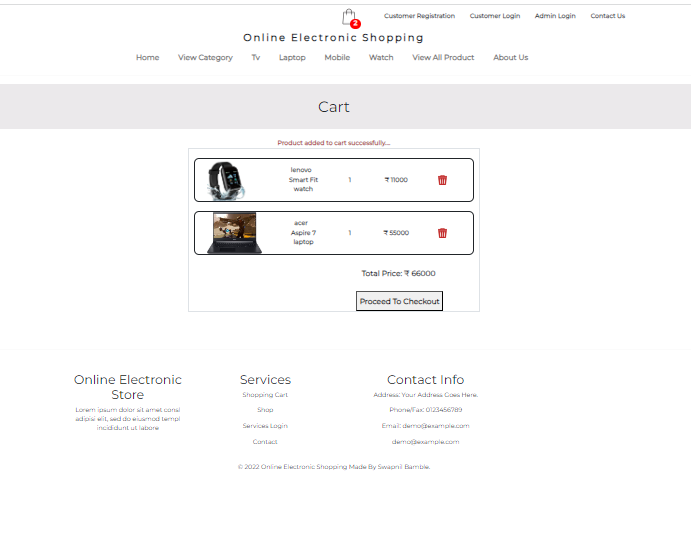 2
Customer Registration Customer Login Admin Login Contact Us
Online Electronic Shopping
Home View Category Tv Laptop Mobile Watch View All Product About Us
Cart
Product added to cart successfully...
lenovo
Smart Fit
watch
1
₹ 11000
acer
Aspire 7
laptop
1
₹ 55000
Total Price: ₹ 66000
Proceed To Checkout
Online Electronic
Store
Lorem ipsum dolor sit amet consl
adipisi elit, sed do eiusmod templ
incididunt ut labore
Services
Shopping Cart
Shop
Services Login
Contact
Contact Info
Address: Your Address Goes Here.
Phone/Fax: 0123456789
Email: demo@example.com
demo@example.com
© 2022 Online Electronic Shopping Made By Swapnil Bamble.